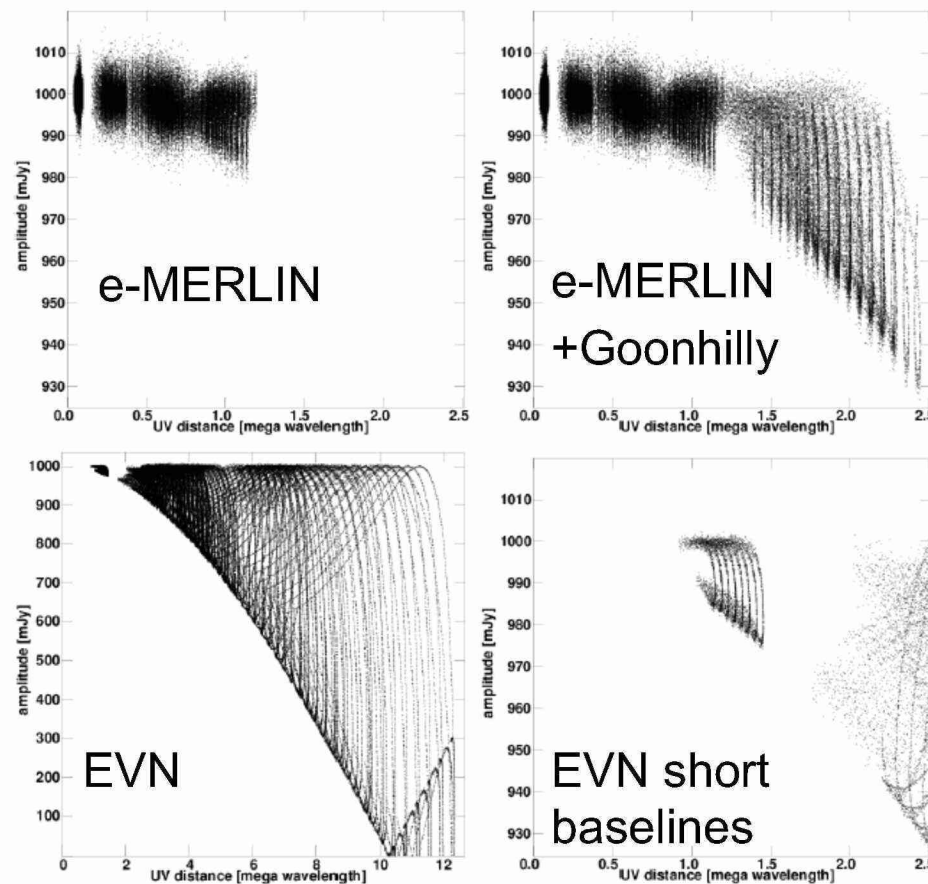 1010
1000
990
980
970
960
950
940
930
amplitude [mJy]
e-MERLIN
0.0 0.5 1.0 1.5 2.0 2.5
UV distance [mega wavelength]
1010
1000
990
980
970
960
950
940
930
amplitude [mJy]
e-MERLIN
+Goonhilly
0.0 0.5 1.0 1.5 2.0 2.5
UV distance [mega wavelength]
1000
900
800
700
600
500
400
300
200
100
amplitude [mJy]
EVN
0 2 4 6 8 10 12
UV distance [mega wavelength]
1010
1000
990
980
970
960
950
940
930
amplitude [mJy]
EVN short
baselines
0.0 0.5 1.0 1.5 2.0 2.5
UV distance [mega wavelength]